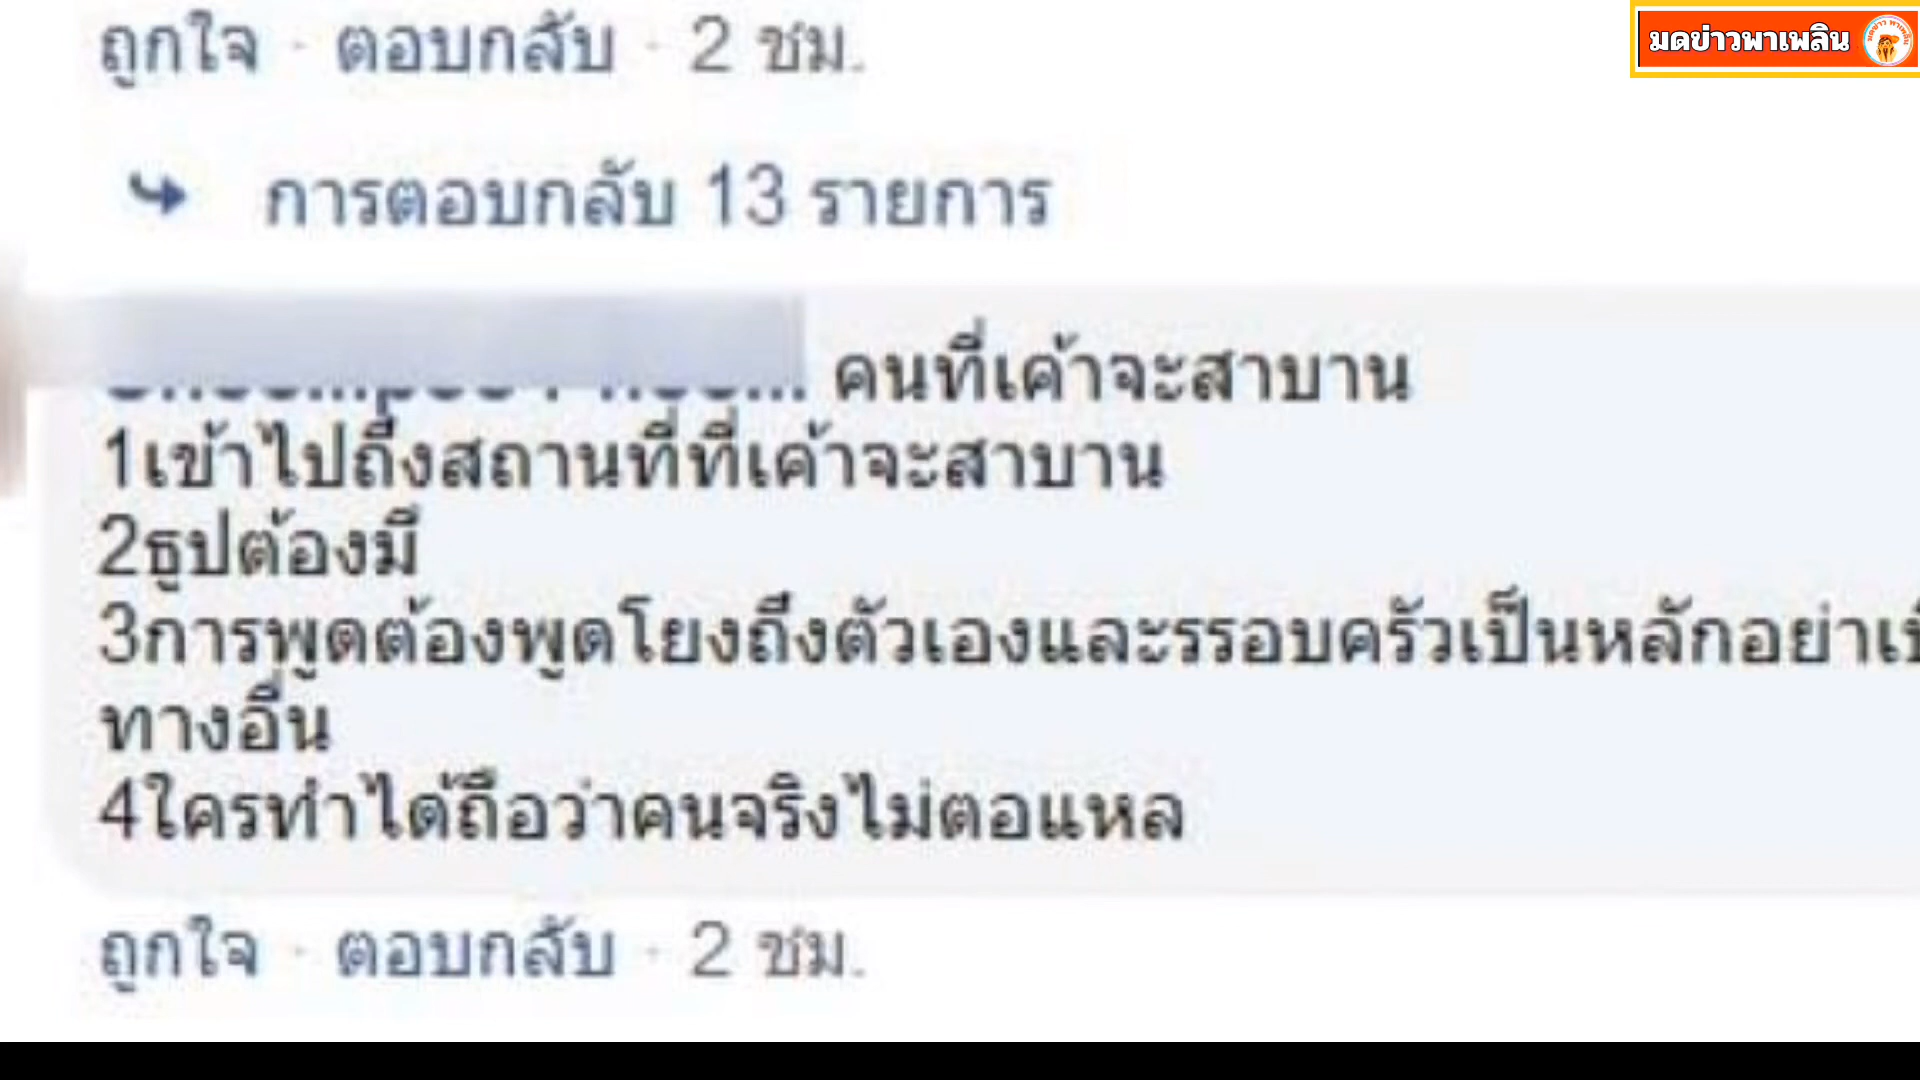 ถูกใจ · ตอบกลับ · 2 ชม.
มดข่าวพาเพลิน
การตอบกลับ 13 รายการ
คนที่เค้าจะสาบาน
1เข้าไปถึงสถานที่ที่เค้าจะสาบาน
2ธูปต้องมี
3การพูดต้องพูดโยงถึงตัวเองและรรอบครัวเป็นหลักอย่า
ทางอื่น
4ใครทำได้ถือว่าคนจริงไม่ตอแหล
ถูกใจ · ตอบกลับ · 2 ชม.